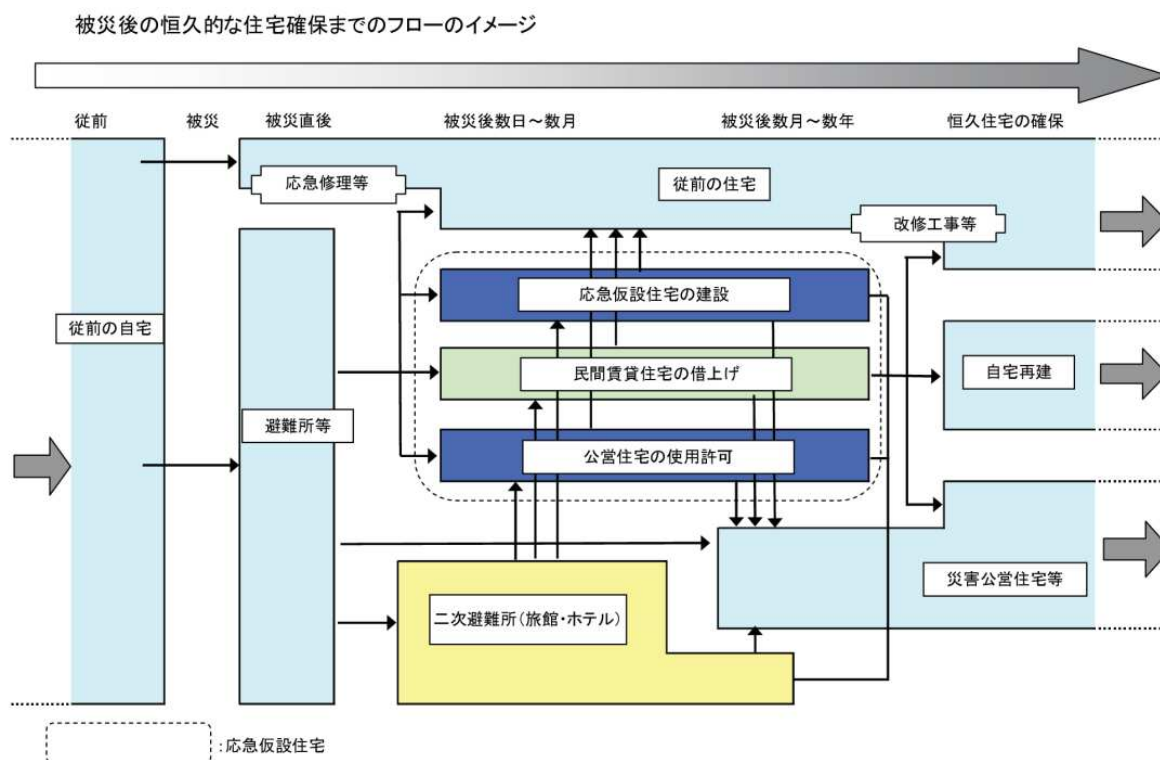 被災後の恒久的な住宅確保までのフローのイメージ
従前
被災
被災直後
被災後数日～数月
被災後数月～数年
恒久住宅の確保
応急修理等
従前の住宅
改修工事等
応急仮設住宅の建設
従前の自宅
民間賃貸住宅の借上げ
自宅再建
避難所等
公営住宅の使用許可
災害公営住宅等
二次避難所(旅館・ホテル)
:応急仮設住宅